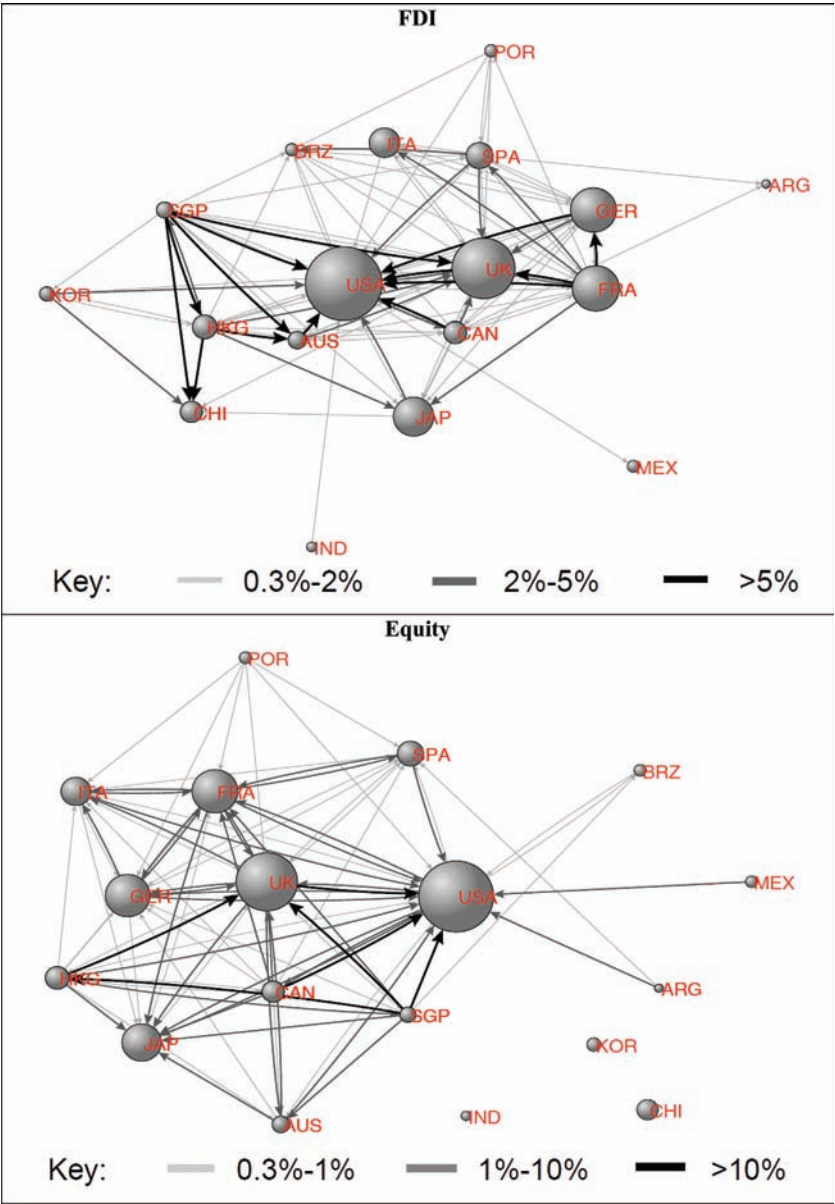 FDI
POR
BRZ
ITA
SPA
ARG
SGP
GER
USA
UK
FRA
KOR
HKG
AUS
CAN
CHI
JAP
MEX
IND
Key: 0.3%-2% 2%-5% >5%
Equity
POR
SPA
BRZ
ITA
FRA
UK
MEX
GER
USA
HKG
CAN
ARG
SGP
JAP
KOR
AUS
IND
CHI
Key: 0.3%-1% 1%-10% >10%